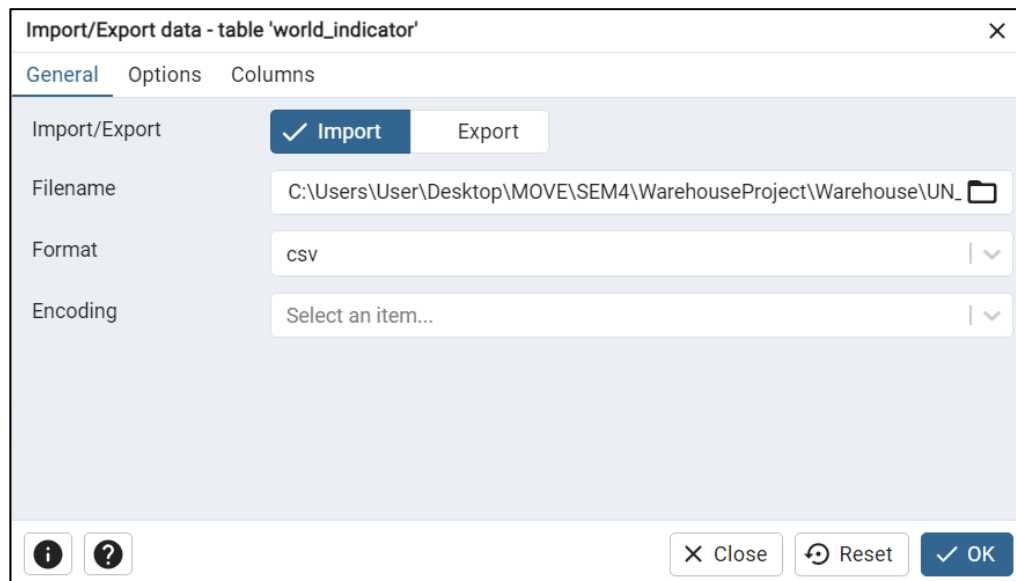 Import/Export data - table 'world_indicator'
General Options Columns
Import/Export Import Export
Filename C:\Users\User\Desktop\MOVE\SEM4\WarehouseProject\Warehouse\UN_
Format csv
Encoding Select an item...
Close Reset OK